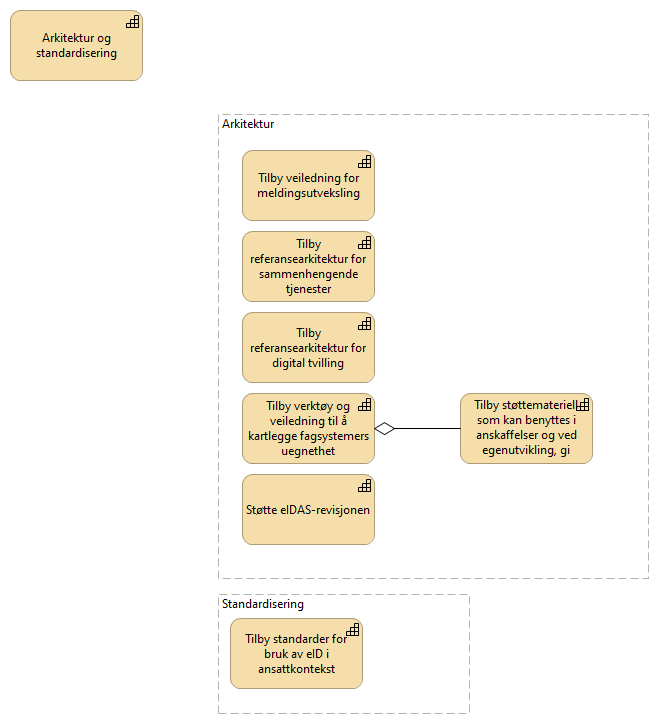 Arkitektur og
standardisering
Arkitektur
Tilby veiledning for
meldingsutveksling
Tilby
referansearkitektur for
sammenhengende
tjenester
Tilby
referansearkitektur for
digital tvilling
Tilby verktøy og
veiledning til å
kartlegge fagsystemers
uegnethet
Tilby støttemateriell
som kan benyttes i
anskaffelser og ved
egenutvikling, gi
Støtte eIDAS-revisjonen
Standardisering
Tilby standarder for
bruk av eID i
ansattkontekst